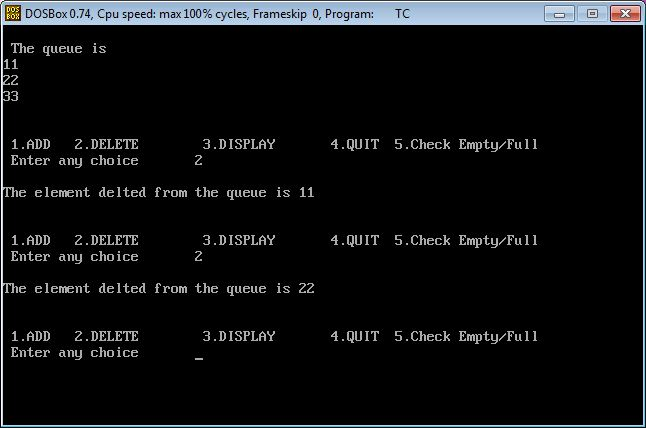 DOSBox 0.74, Cpu speed: max 100% cycles, Frameskip 0, Program: TC
The queue is
11
22
33
1.ADD 2.DELETE 3.DISPLAY 4.QUIT 5.Check Empty/Full
Enter any choice 2
The element delted from the queue is 11
1.ADD 2.DELETE 3.DISPLAY 4.QUIT 5.Check Empty/Full
Enter any choice 2
The element delted from the queue is 22
1.ADD 2.DELETE 3.DISPLAY 4.QUIT 5.Check Empty/Full
Enter any choice _